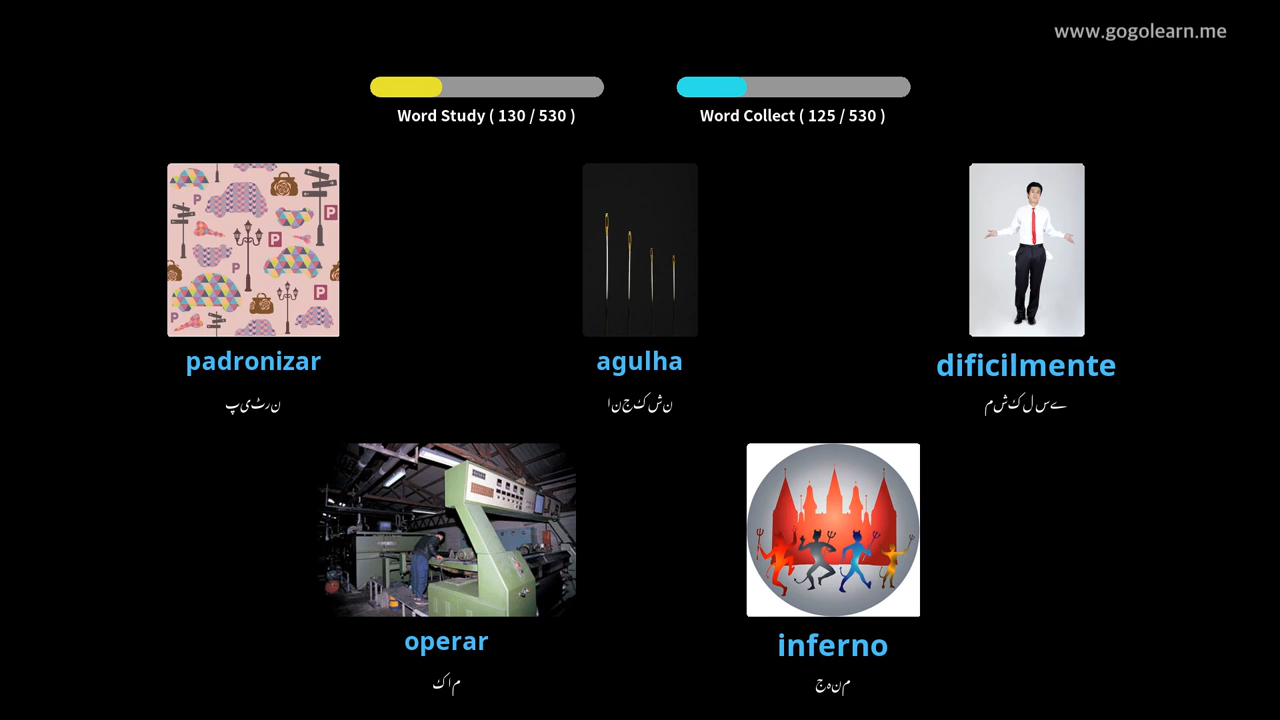 www.gogolearn.me
Word Study ( 130 / 530 )
Word Collect ( 125 / 530 )
padronizar
agulha
dificilmente
پیٹرن
انجکشن
مشکل سے
operar
inferno
کام
جہنم